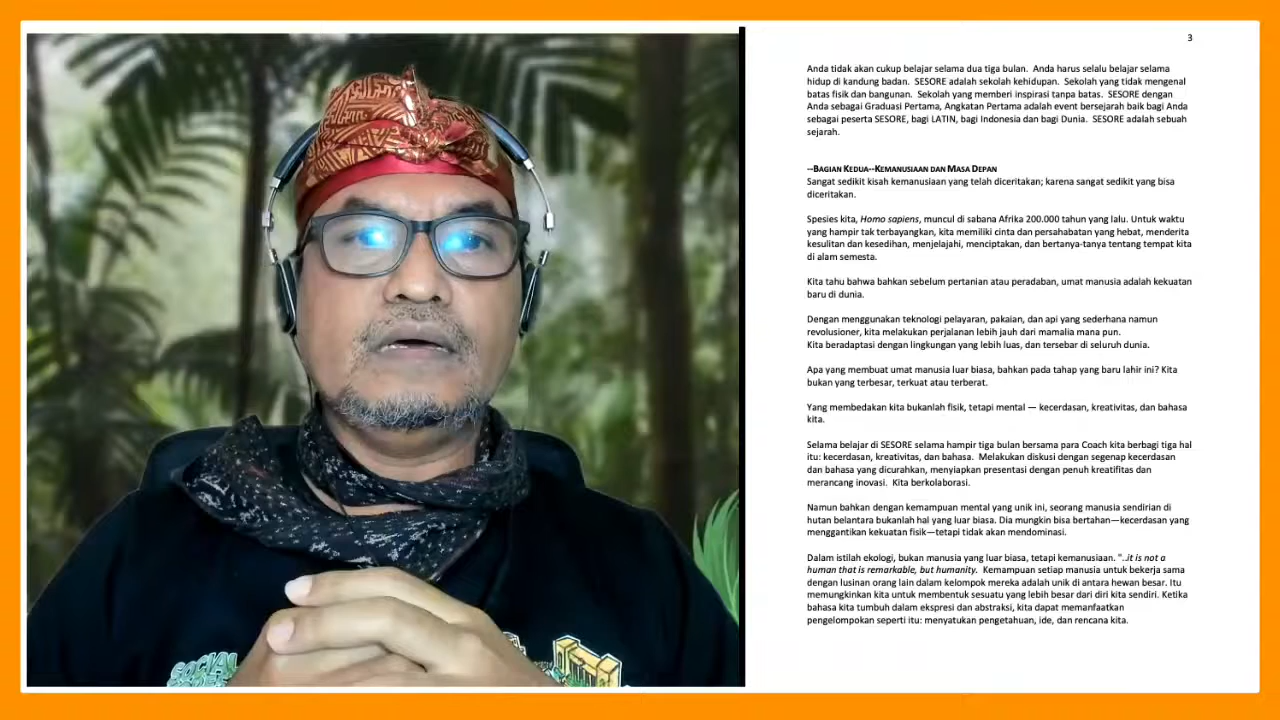 3
Anda tidak akan cukup belajar selama dua tiga bulan. Anda harus selalu belajar selama
hidup di kandung badan. SESORE adalah sekolah kehidupan. Sekolah yang tidak mengenal
batas fisik dan bangunan. Sekolah yang memberi inspirasi tanpa batas. SESORE dengan
Anda sebagai Graduasi Pertama, Angkatan Pertama adalah event bersejarah baik bagi Anda
sebagai peserta SESORE, bagi LATIN, bagi Indonesia dan bagi Dunia. SESORE adalah sebuah
sejarah.
--BAGIAN KEDUA--KEMANUSIAAN DAN MASA DEPAN
Sangat sedikit kisah kemanusiaan yang telah diceritakan; karena sangat sedikit yang bisa
diceritakan.
Spesies kita, Homo sapiens, muncul di sabana Afrika 200.000 tahun yang lalu. Untuk waktu
yang hampir tak terbayangkan, kita memiliki cinta dan persahabatan yang hebat, menderita
kesulitan dan kesedihan, menjelajahi, menciptakan, dan bertanya-tanya tentang tempat kita
di alam semesta.
Kita tahu bahwa bahkan sebelum pertanian atau peradaban, umat manusia adalah kekuatan
baru di dunia.
Dengan menggunakan teknologi pelayaran, pakaian, dan api yang sederhana namun
revolusioner, kita melakukan perjalanan lebih jauh dari mamalia mana pun.
Kita beradaptasi dengan lingkungan yang lebih luas, dan tersebar di seluruh dunia.
Apa yang membuat umat manusia luar biasa, bahkan pada tahap yang baru lahir ini? Kita
bukan yang terbesar, terkuat atau terberat.
Yang membedakan kita bukanlah fisik, tetapi mental — kecerdasan, kreativitas, dan bahasa
kita.
Selama belajar di SESORE selama hampir tiga bulan bersama para Coach kita berbagi tiga hal
itu: kecerdasan, kreativitas, dan bahasa. Melakukan diskusi dengan segenap kecerdasan
dan bahasa yang dicurahkan, menyiapkan presentasi dengan penuh kreatifitas dan
merancang inovasi. Kita berkolaborasi.
Namun bahkan dengan kemampuan mental yang unik ini, seorang manusia sendirian di
hutan belantara bukanlah hal yang luar biasa. Dia mungkin bisa bertahan—kecerdasan yang
menggantikan kekuatan fisik—tetapi tidak akan mendominasi.
Dalam istilah ekologi, bukan manusia yang luar biasa, tetapi kemanusiaan. "..it is not a
human that is remarkable, but humanity. Kemampuan setiap manusia untuk bekerja sama
dengan lusinan orang lain dalam kelompok mereka adalah unik di antara hewan besar. Itu
memungkinkan kita untuk membentuk sesuatu yang lebih besar dari diri kita sendiri. Ketika
bahasa kita tumbuh dalam ekspresi dan abstraksi, kita dapat memanfaatkan
pengelompokan seperti itu: menyatukan pengetahuan, ide, dan rencana kita.
SOCIAL